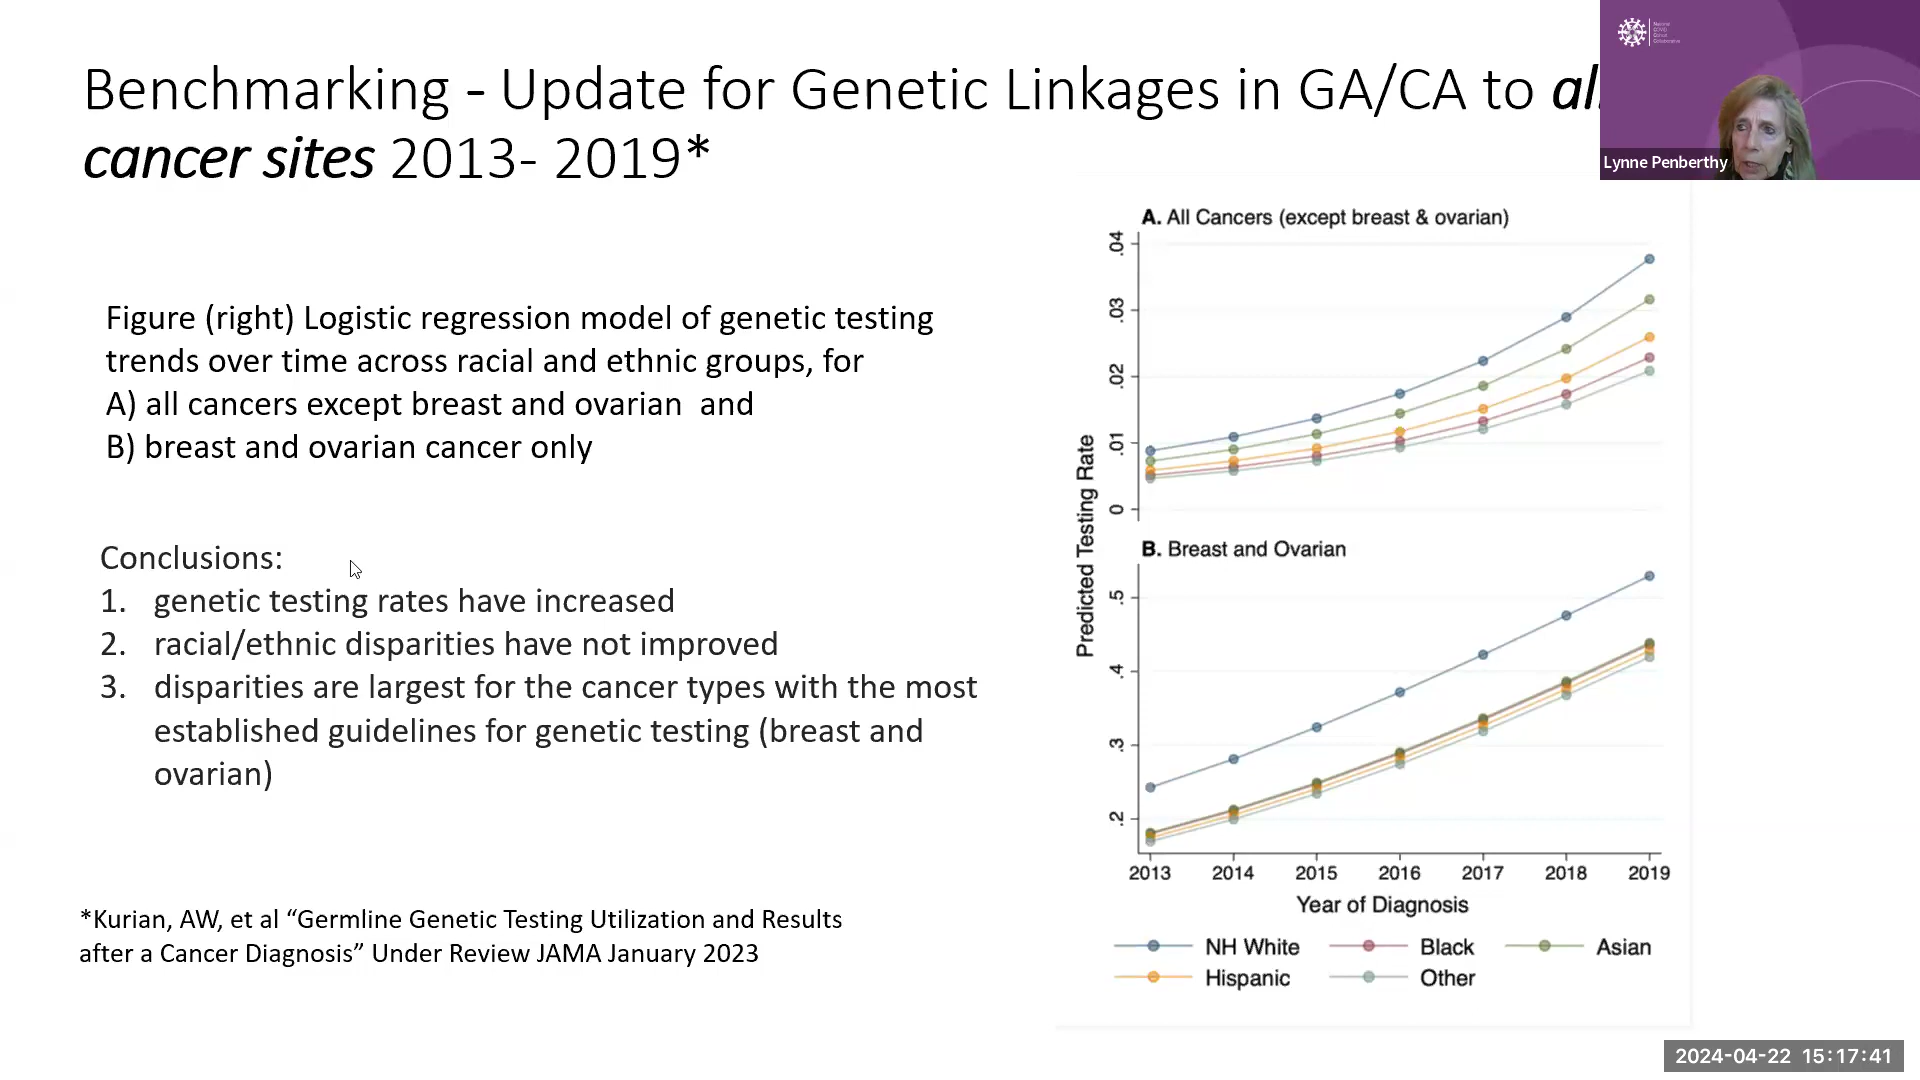 Benchmarking - Update for Genetic Linkages in GA/CA to al
cancer sites 2013- 2019*
National
COVID
Cohort
Collaborative
Lynne Penberthy
Figure (right) Logistic regression model of genetic testing
trends over time across racial and ethnic groups, for
A) all cancers except breast and ovarian and
B) breast and ovarian cancer only
Conclusions:
1. genetic testing rates have increased
2. racial/ethnic disparities have not improved
3. disparities are largest for the cancer types with the most
established guidelines for genetic testing (breast and
ovarian)
*Kurian, AW, et al “Germline Genetic Testing Utilization and Results
after a Cancer Diagnosis” Under Review JAMA January 2023
A. All Cancers (except breast & ovarian)
.04
.03
.02
.01
0
Predicted Testing Rate
B. Breast and Ovarian
.5
.4
.3
.2
2013 2014 2015 2016 2017 2018 2019
Year of Diagnosis
NH White Black Asian
Hispanic Other
2024-04-22 15:17:41